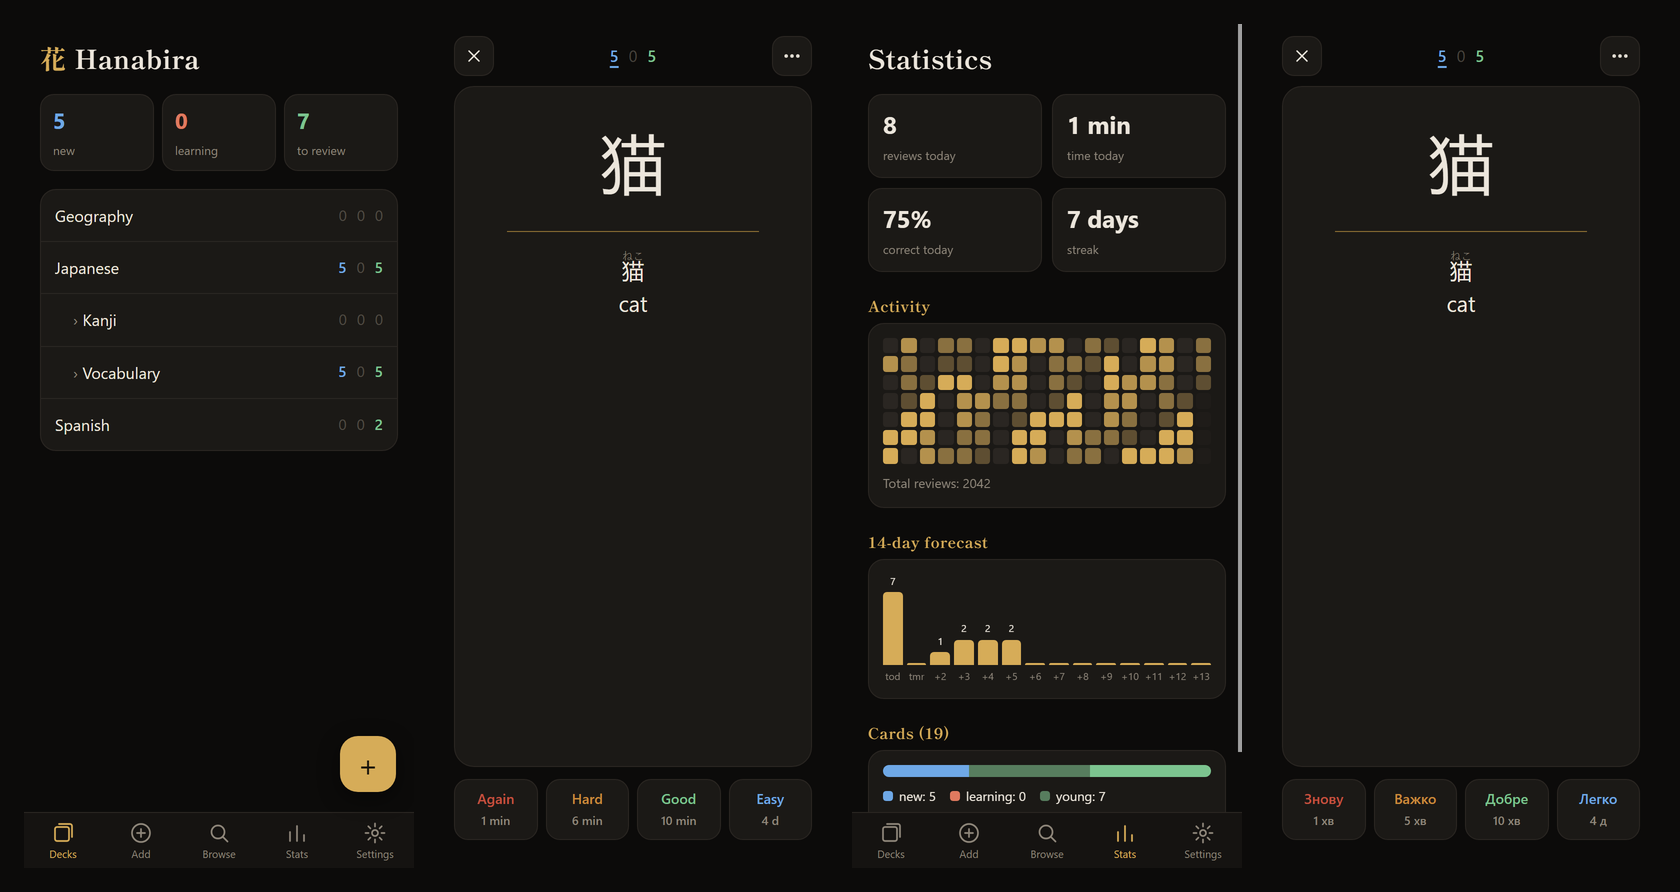 花 Hanabira
5
new
0
learning
7
to review
Geography 0 0 0
Japanese 5 0 5
› Kanji 0 0 0
› Vocabulary 5 0 5
Spanish 0 0 2
+
Decks Add Browse Stats Settings
5 0 5
猫
ねこ
猫
cat
Again
1 min
Hard
6 min
Good
10 min
Easy
4 d
Statistics
8
reviews today
1 min
time today
75%
correct today
7 days
streak
Activity
Total reviews: 2042
14-day forecast
7
1
2
2
2
tod tmr +2 +3 +4 +5 +6 +7 +8 +9 +10 +11 +12 +13
Cards (19)
new: 5 learning: 0 young: 7
Decks Add Browse Stats Settings
5 0 5
猫
ねこ
猫
cat
Знову
1 хв
Важко
5 хв
Добре
10 хв
Легко
4 д